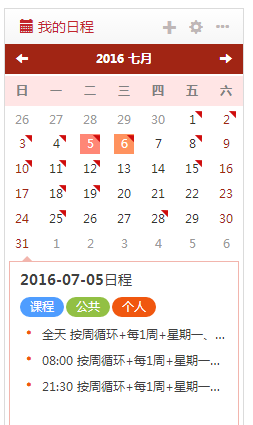 我的日程
2016 七月
日 一 二 三 四 五 六
26 27 28 29 30 1 2
3 4 5 6 7 8 9
10 11 12 13 14 15 16
17 18 19 20 21 22 23
24 25 26 27 28 29 30
31 1 2 3 4 5 6
2016-07-05日程
课程 公共 个人
全天 按周循环+每1周+星期一、...
08:00 按周循环+每1周+星期一...
21:30 按周循环+每1周+星期一...